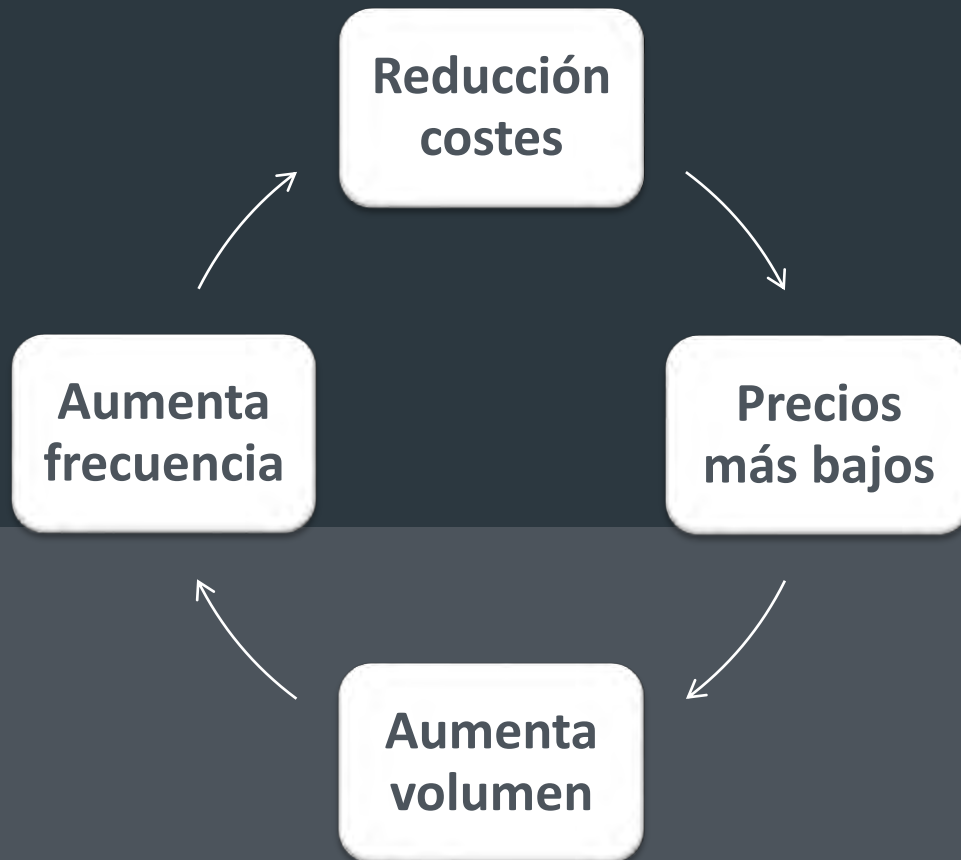 Reducción
costes
Aumenta
frecuencia
Precios
más bajos
Aumenta
volumen